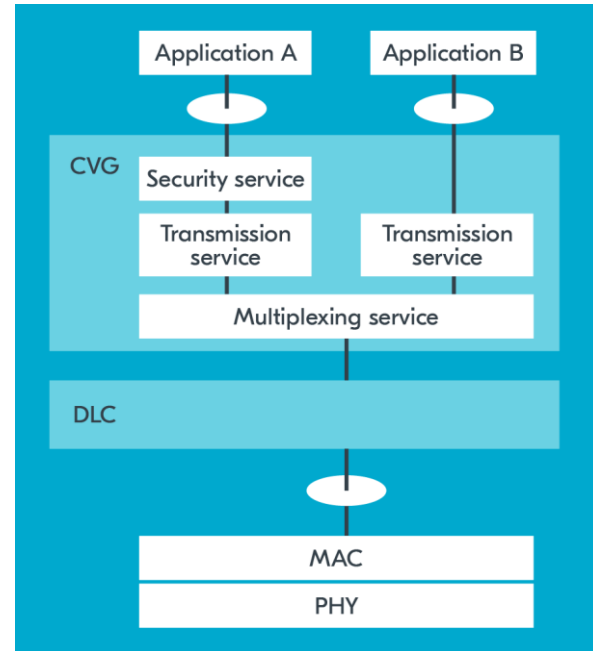 Application A
Application B
CVG
Security service
Transmission
service
Transmission
service
Multiplexing service
DLC
MAC
PHY